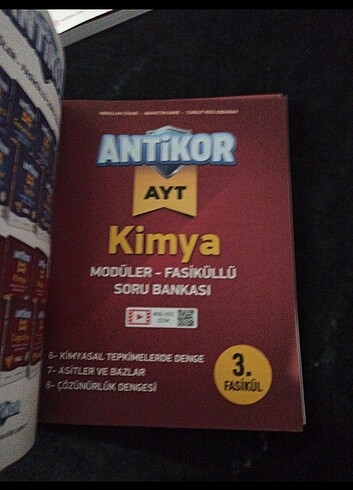 ANTİKOR
AYT
Kimya
MODÜLER - FASİKÜLLÜ
SORU BANKASI
6- KİMYASAL TEPKİMELERDE DENGE
7- ASİTLER VE BAZLAR
8- ÇÖZÜNÜRLÜK DENGESİ
3.
FASİKÜL